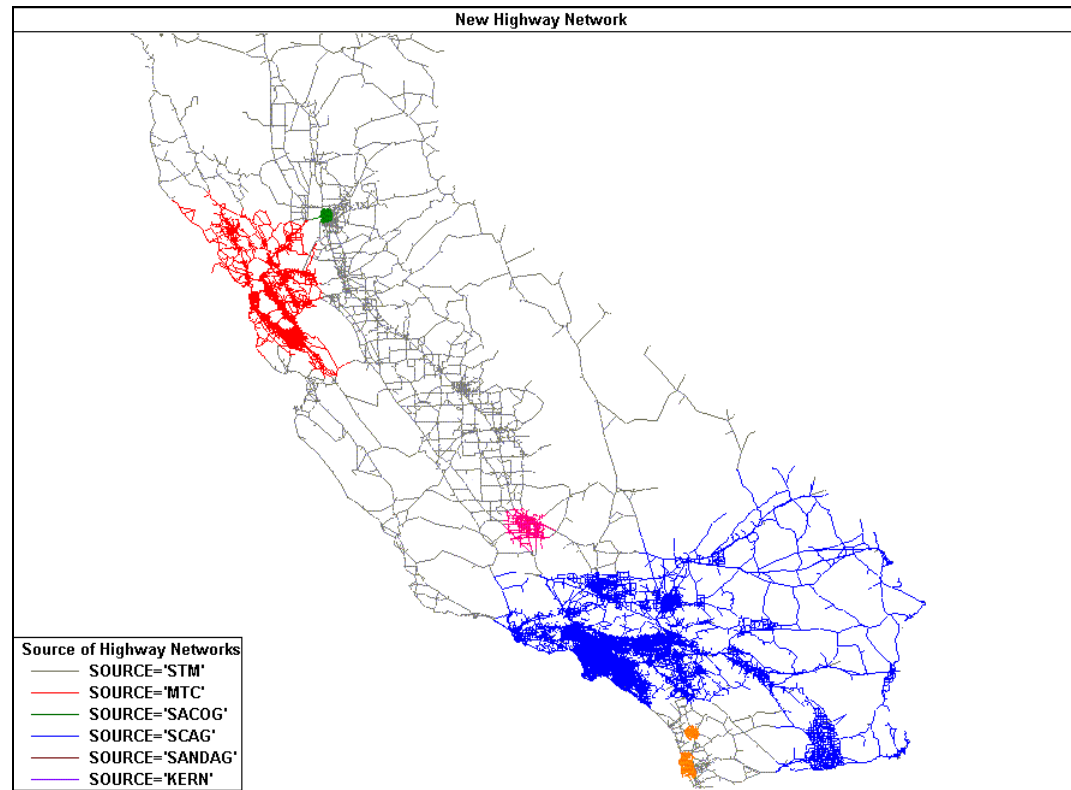 New Highway Network
Source of Highway Networks
SOURCE='STM'
SOURCE='MTC'
SOURCE='SACOG'
SOURCE='SCAG'
SOURCE='SANDAG'
SOURCE='KERN'